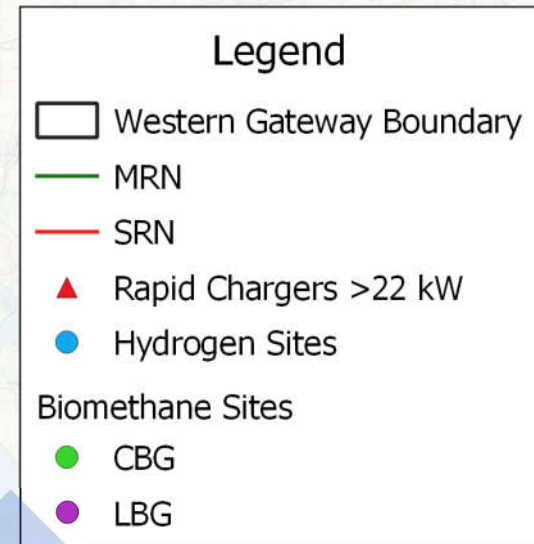 Legend
Western Gateway Boundary
MRN
SRN
Rapid Chargers >22 kW
Hydrogen Sites
Biomethane Sites
CBG
LBG